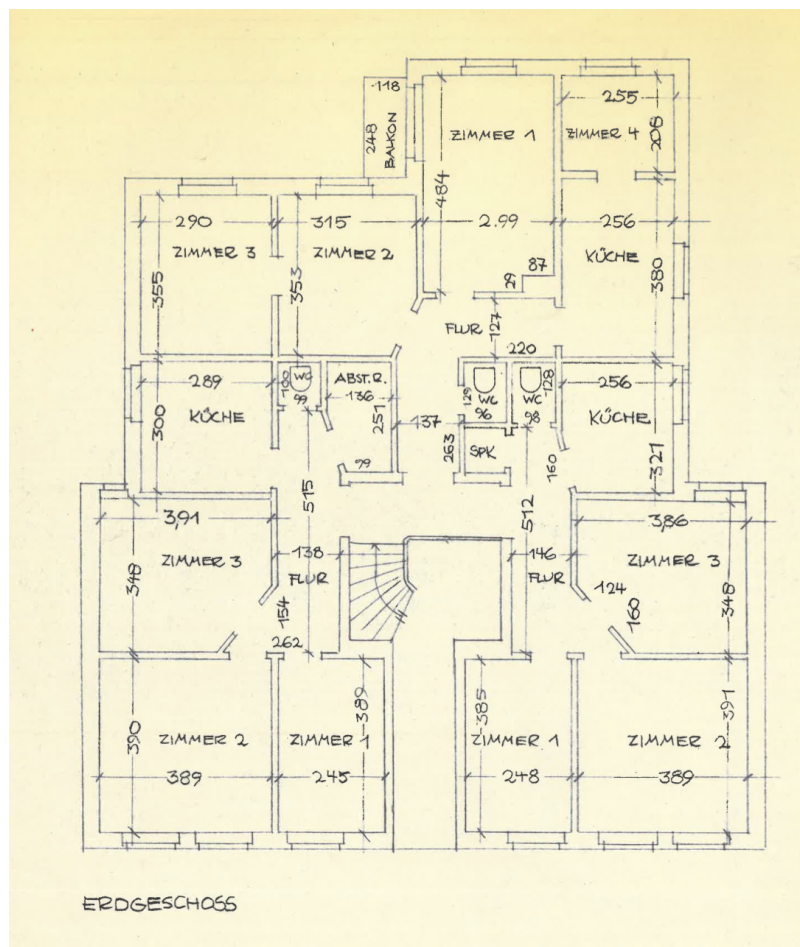 118
248
BALKON
ZIMMER 1
255
ZIMMER 4
208
484
290
315
2.99
256
ZIMMER 3
ZIMMER 2
KÜCHE
355
353
380
87
29
FLUR
127
220
289
KÜCHE
300
100
WC
99
ABST.R.
136
251
99
137
129
WC
96
WC
98
128
256
KÜCHE
321
263
SPK
160
515
512
3,91
ZIMMER 3
348
138
FLUR
154
262
146
FLUR
3,86
ZIMMER 3
124
160
348
390
ZIMMER 2
389
389
ZIMMER 1
245
385
ZIMMER 1
248
391
ZIMMER 2
389
ERDGESCHOSS